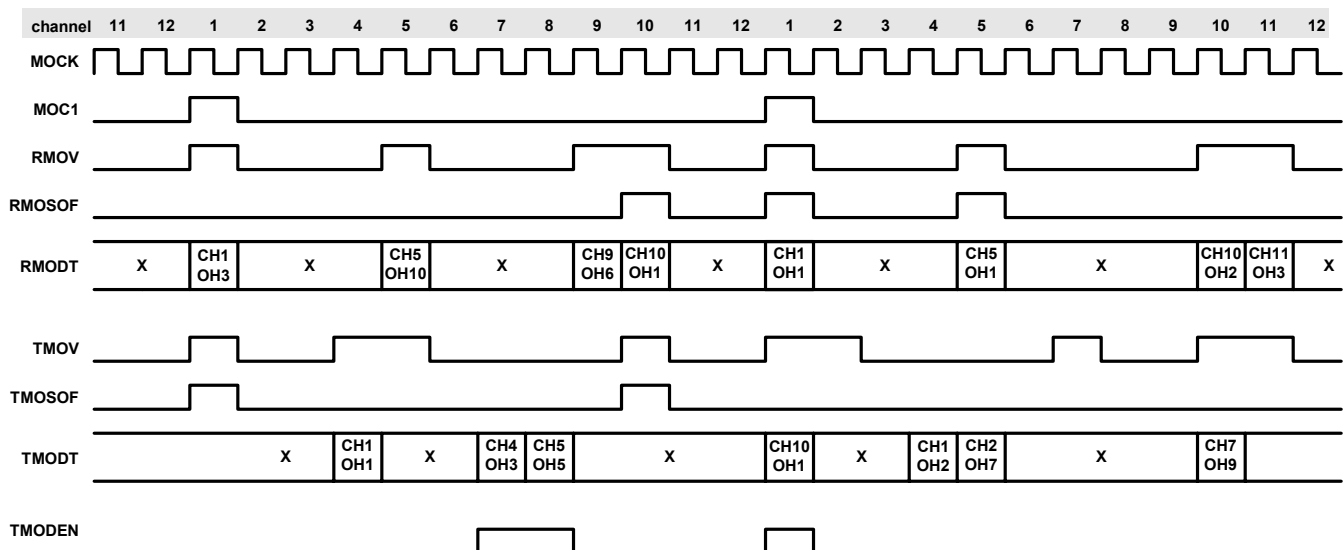 channel 11 12 1 2 3 4 5 6 7 8 9 10 11 12 1 2 3 4 5 6 7 8 9 10 11 12
MOCK
MOC1
RMOV
RMOSOF
RMODT X CH1 OH3 X CH5 OH10 X CH9 OH6 CH10 OH1 X CH1 OH1 X CH5 OH1 X CH10 OH2 CH11 OH3 X
TMOV
TMOSOF
TMODT X CH1 OH1 X CH4 OH3 CH5 OH5 X CH10 OH1 X CH1 OH2 CH2 OH7 X CH7 OH9
TMODEN